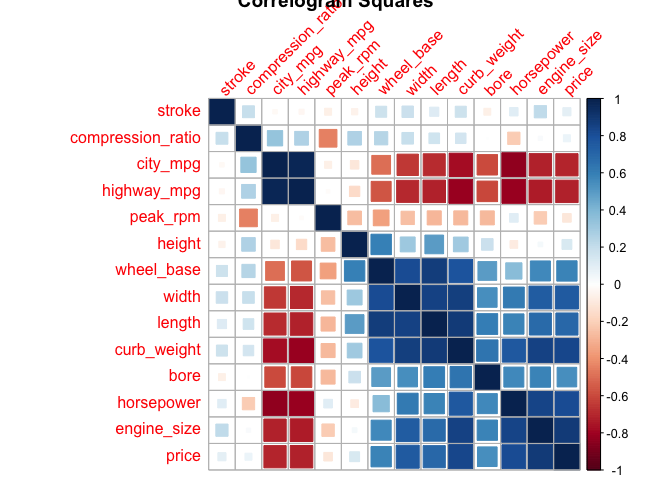 Correlogram Squares
stroke
compression_ratio
city_mpg
highway_mpg
peak_rpm
height
wheel_base
width
length
curb_weight
bore
horsepower
engine_size
price
stroke
compression_ratio
city_mpg
highway_mpg
peak_rpm
height
wheel_base
width
length
curb_weight
bore
horsepower
engine_size
price
1
0.8
0.6
0.4
0.2
0
-0.2
-0.4
-0.6
-0.8
-1